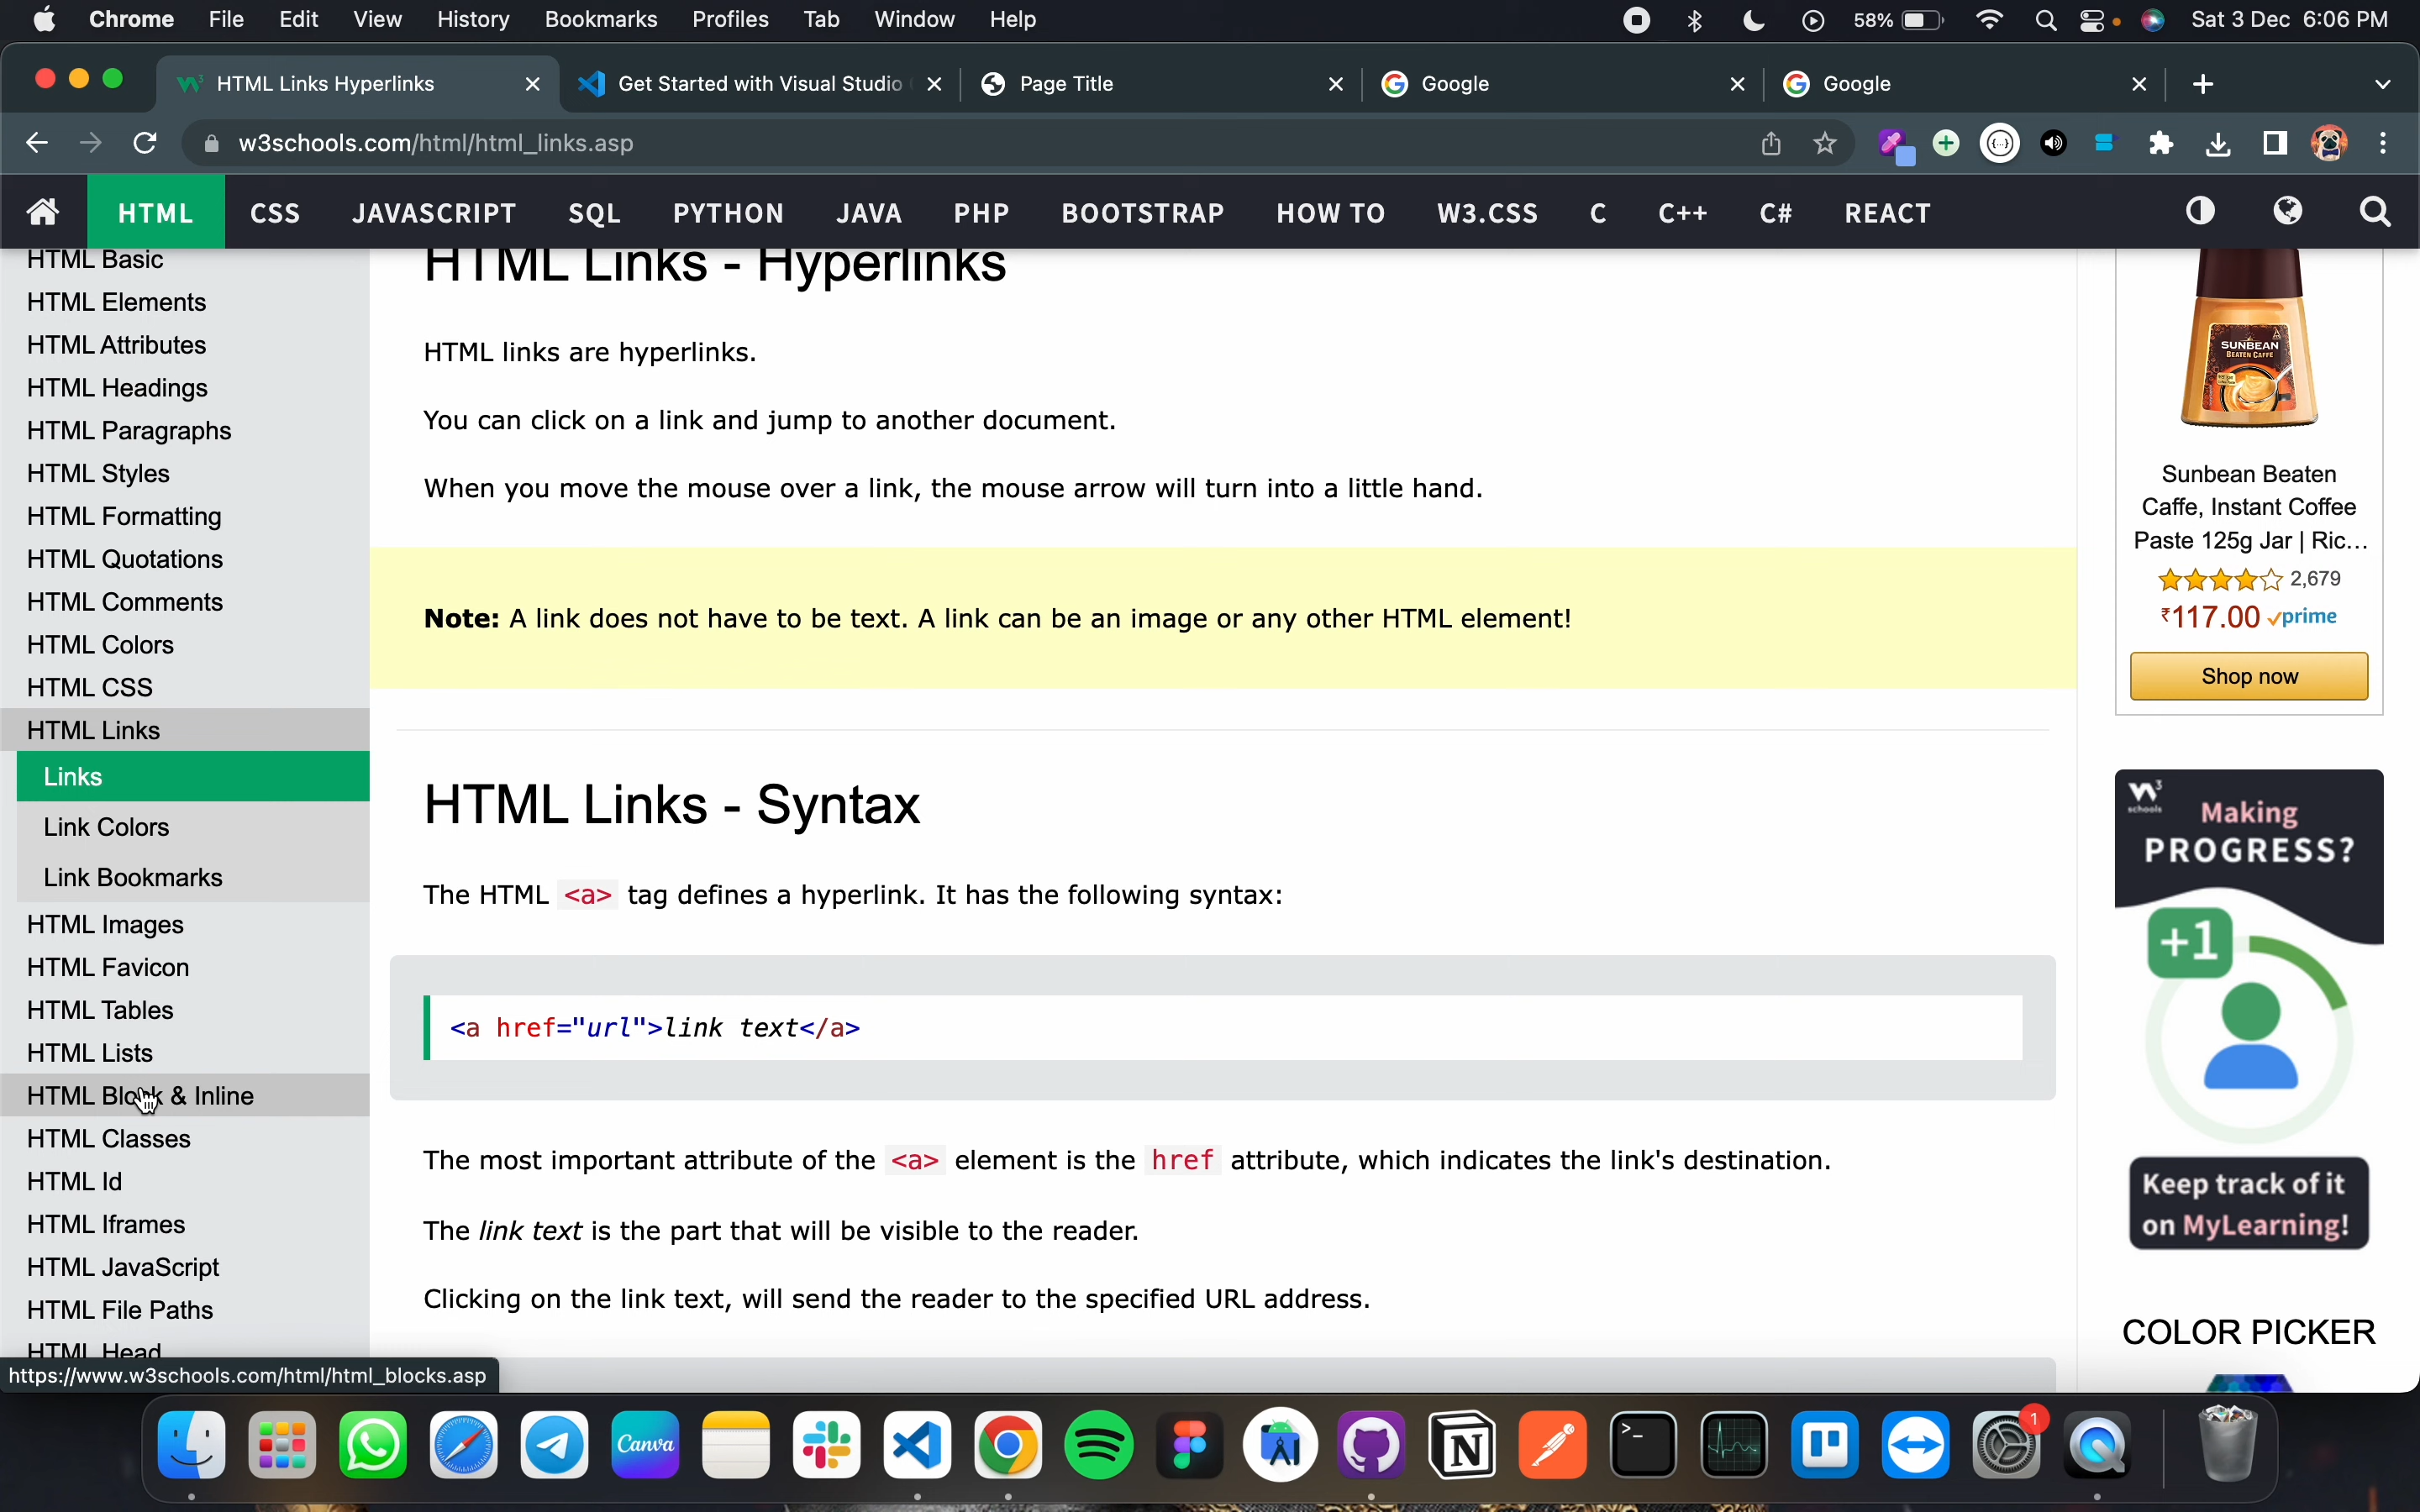 Chrome File Edit View History Bookmarks Profiles Tab Window Help 58% Sat 3 Dec 6:06 PM
HTML Links Hyperlinks Get Started with Visual Studio Page Title Google Google
w3schools.com/html/html_links.asp
HTML CSS JAVASCRIPT SQL PYTHON JAVA PHP BOOTSTRAP HOW TO W3.CSS C C++ C# REACT
HTML Basic
HTML Elements
HTML Attributes
HTML Headings
HTML Paragraphs
HTML Styles
HTML Formatting
HTML Quotations
HTML Comments
HTML Colors
HTML CSS
HTML Links
Links
Link Colors
Link Bookmarks
HTML Images
HTML Favicon
HTML Tables
HTML Lists
HTML Block & Inline
HTML Classes
HTML Id
HTML Iframes
HTML JavaScript
HTML File Paths
HTML Head
https://www.w3schools.com/html/html_blocks.asp
HTML Links - Hyperlinks
HTML links are hyperlinks.
You can click on a link and jump to another document.
When you move the mouse over a link, the mouse arrow will turn into a little hand.
Note: A link does not have to be text. A link can be an image or any other HTML element!
HTML Links - Syntax
The HTML <a> tag defines a hyperlink. It has the following syntax:
<a href="url">link text</a>
The most important attribute of the <a> element is the href attribute, which indicates the link's destination.
The link text is the part that will be visible to the reader.
Clicking on the link text, will send the reader to the specified URL address.
SUNBEAN
BEATEN CAFFE
Sunbean Beaten
Caffe, Instant Coffee
Paste 125g Jar | Ric...
2,679
₹117.00 prime
Shop now
W3
schools
Making
PROGRESS?
+1
Keep track of it
on MyLearning!
COLOR PICKER
Canva
1